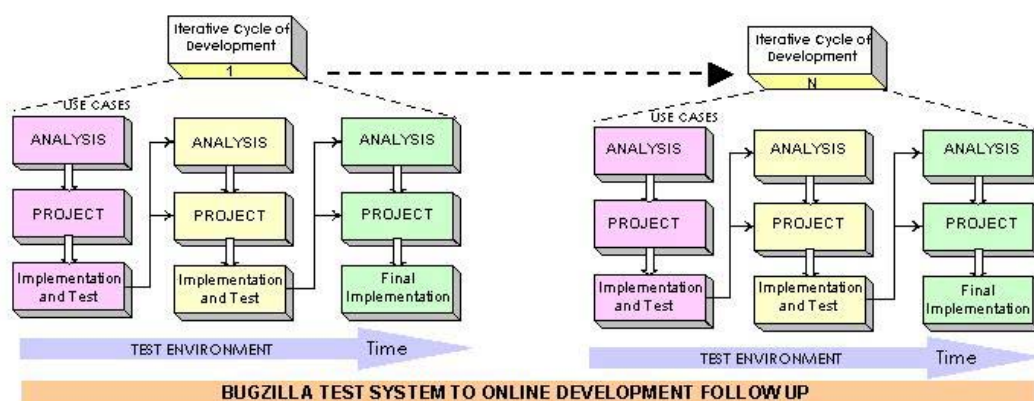 Iterative Cycle of
Development
1
USE CASES
ANALYSIS
ANALYSIS
ANALYSIS
PROJECT
PROJECT
PROJECT
Implementation
and Test
Implementation
and Test
Final
Implementation
TEST ENVIRONMENT
Time
Iterative Cycle of
Development
N
USE CASES
ANALYSIS
ANALYSIS
ANALYSIS
PROJECT
PROJECT
PROJECT
Implementation
and Test
Implementation
and Test
Final
Implementation
TEST ENVIRONMENT
Time
BUGZILLA TEST SYSTEM TO ONLINE DEVELOPMENT FOLLOW UP